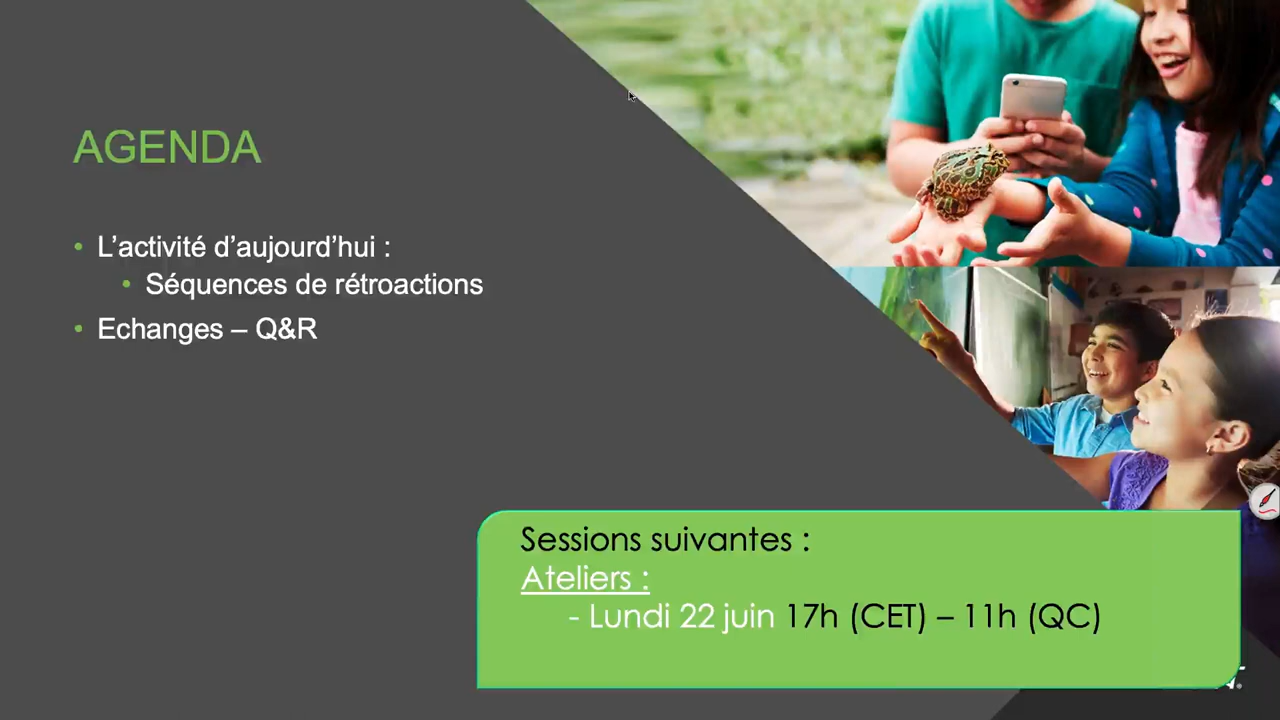 AGENDA
• L’activité d’aujourd’hui :
• Séquences de rétroactions
• Echanges – Q&R
Sessions suivantes :
Ateliers :
- Lundi 22 juin 17h (CET) – 11h (QC)